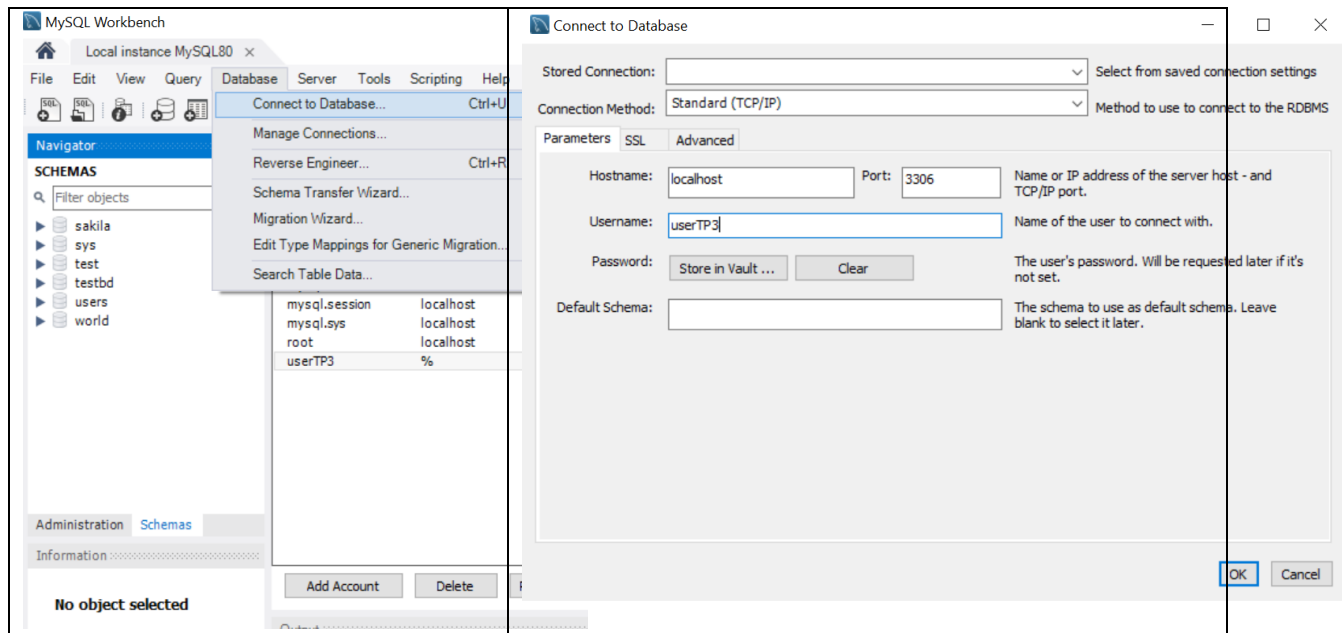 MySQL Workbench
Local instance MySQL80
File Edit View Query Database Server Tools Scripting Help
Connect to Database... Ctrl+U
Manage Connections...
Reverse Engineer... Ctrl+R
Schema Transfer Wizard...
Migration Wizard...
Edit Type Mappings for Generic Migration...
Search Table Data...
Navigator
SCHEMAS
Filter objects
sakila
sys
test
testbd
users
world
mysql.session localhost
mysql.sys localhost
root localhost
userTP3 %
Administration Schemas
Information
No object selected
Add Account Delete
Connect to Database
Stored Connection: Select from saved connection settings
Connection Method: Standard (TCP/IP) Method to use to connect to the RDBMS
Parameters SSL Advanced
Hostname: localhost Port: 3306 Name or IP address of the server host - and
TCP/IP port.
Username: userTP3 Name of the user to connect with.
Password: Store in Vault ... Clear The user's password. Will be requested later if it's
not set.
Default Schema: The schema to use as default schema. Leave
blank to select it later.
OK Cancel